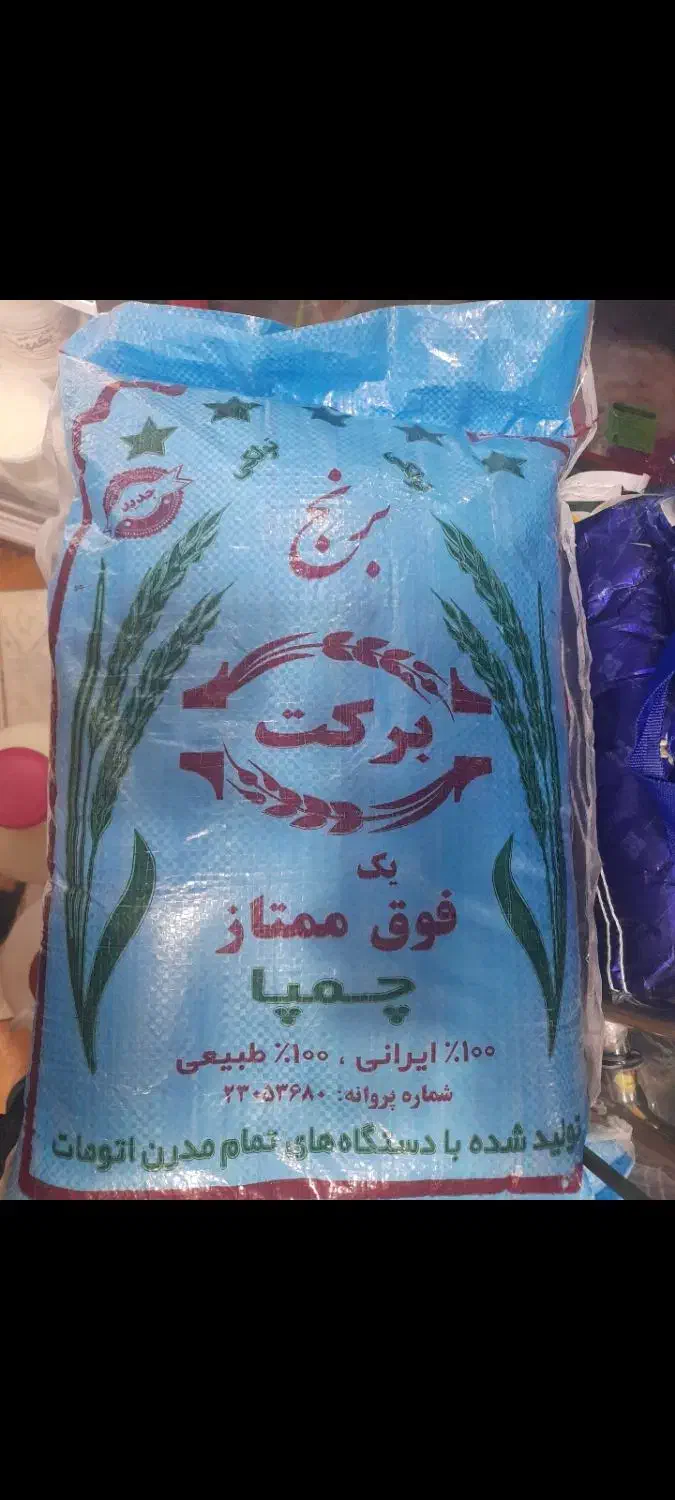 جدید
برنج
برکت
یک
فوق ممتاز
چمپا
۱۰۰٪ ایرانی ، ۱۰۰٪ طبیعی
شماره پروانه: ۲۳۰۵۳۶۸۰
تولید شده با دستگاه های تمام مدرن اتومات